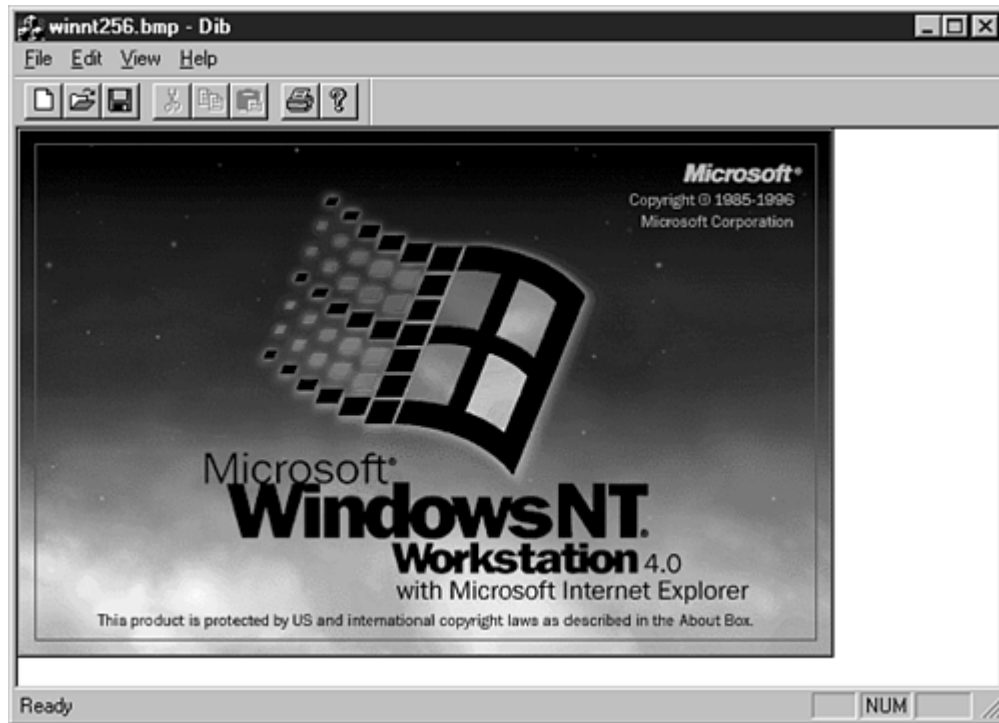 winnt256.bmp - Dib
File Edit View Help
Microsoft®
Copyright © 1985-1996
Microsoft Corporation
Microsoft®
WindowsNT®
Workstation 4.0
with Microsoft Internet Explorer
This product is protected by US and international copyright laws as described in the About Box.
Ready NUM